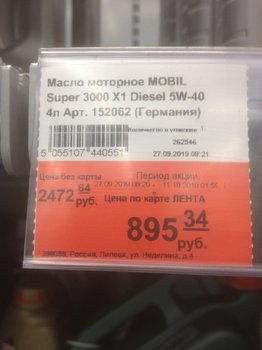 Масло моторное MOBIL
Super 3000 X1 Diesel 5W-40
4л Арт. 152062 (Германия)
Количество в упаковке 1
262546
5 055107 440551
27.09.2019 09:21
Цена без карты
Период акции:
27.09.2019 08:20 - 11.10.2019 01:59
2472 64 руб.
Цена по карте ЛЕНТА
895 34 руб.
Россия, Липецк, ул. Неделина, д.4